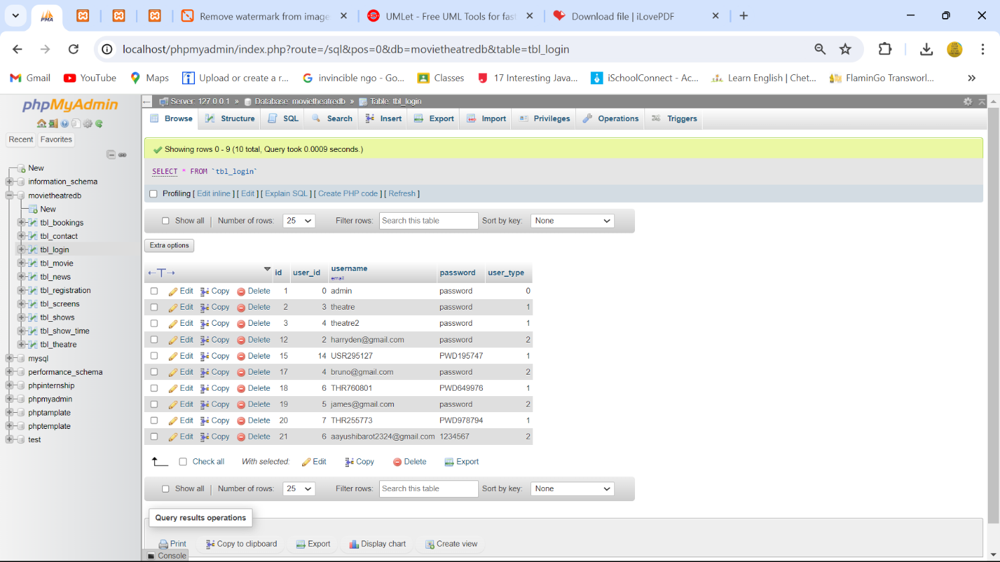 PMA
Remove watermark from image
UMLet - Free UML Tools for fast
Download file | iLovePDF
localhost/phpmyadmin/index.php?route=/sql&pos=0&db=movietheatredb&table=tbl_login
Gmail YouTube Maps Upload or create a r... invincible ngo - Go... Classes 17 Interesting Java... iSchoolConnect - Ac... Learn English | Chet... FlaminGo Transworl... »
phpMyAdmin
Recent Favorites
New
information_schema
movietheatredb
New
tbl_bookings
tbl_contact
tbl_login
tbl_movie
tbl_news
tbl_registration
tbl_screens
tbl_shows
tbl_show_time
tbl_theatre
mysql
performance_schema
phpinternship
phpmyadmin
phptamplate
phptemplate
test
Server: 127.0.0.1 » Database: movietheatredb » Table: tbl_login
Browse Structure SQL Search Insert Export Import Privileges Operations Triggers
Showing rows 0 - 9 (10 total, Query took 0.0009 seconds.)
SELECT * FROM `tbl_login`
Profiling [ Edit inline ] [ Edit ] [ Explain SQL ] [ Create PHP code ] [ Refresh ]
Show all | Number of rows: 25 Filter rows: Search this table Sort by key: None
Extra options
id user_id username password user_type
email
Edit Copy Delete 1 0 admin password 0
Edit Copy Delete 2 3 theatre password 1
Edit Copy Delete 3 4 theatre2 password 1
Edit Copy Delete 12 2 harryden@gmail.com password 2
Edit Copy Delete 15 14 USR295127 PWD195747 1
Edit Copy Delete 17 4 bruno@gmail.com password 2
Edit Copy Delete 18 6 THR760801 PWD649976 1
Edit Copy Delete 19 5 james@gmail.com password 2
Edit Copy Delete 20 7 THR255773 PWD978794 1
Edit Copy Delete 21 6 aayushibarot2324@gmail.com 1234567 2
Check all With selected: Edit Copy Delete Export
Show all | Number of rows: 25 Filter rows: Search this table Sort by key: None
Query results operations
Print Copy to clipboard Export Display chart Create view
Console